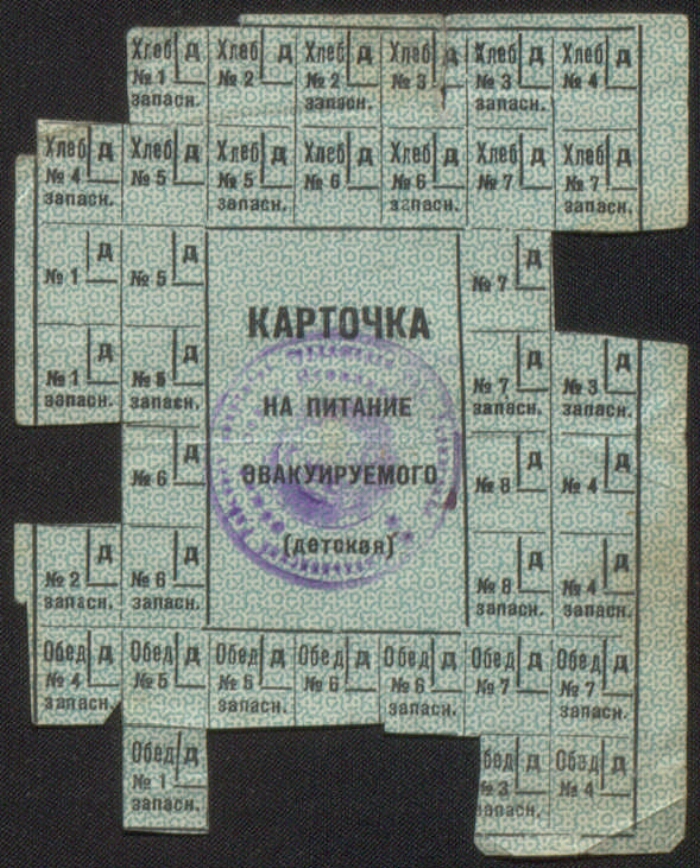 Хлеб Д Хлеб Д Хлеб Д Хлеб Д Хлеб Д Хлеб Д
№ 1 № 2 № 2 № 3 № 3 № 4
запасн. запасн. запасн.
Хлеб Д Хлеб Д Хлеб Д Хлеб Д Хлеб Д Хлеб Д Хлеб Д
№ 4 № 5 № 5 № 6 № 6 № 7 № 7
запасн. запасн. запасн. запасн.
Д Д Д
№ 1 № 5 № 7
КАРТОЧКА
Д Д Д Д
№ 1 № 5 № 7 № 3
запасн. запасн. запасн. запасн.
НА ПИТАНИЕ
Д Д Д
№ 6 № 8 № 4
ЭВАКУИРУЕМОГО
(детская)
Д Д Д Д
№ 2 № 6 № 8 № 4
запасн. запасн. запасн. запасн.
Обед Д Обед Д Обед Д Обед Д Обед Д Обед Д Обед Д
№ 4 № 5 № 5 № 6 № 6 № 7 № 7
запасн. запасн. запасн. запасн.
Обед Д бед Д Обед Д
№ 1 № 3 № 4
запасн. запасн.